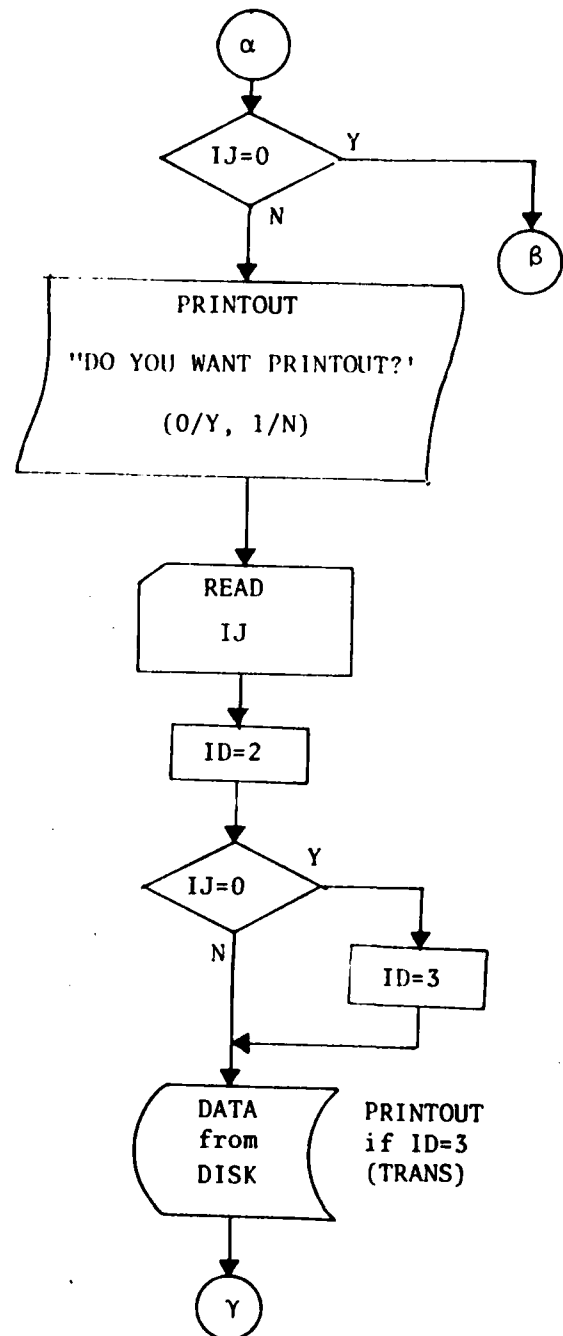 α
IJ=0
Y
N
β
PRINTOUT
"DO YOU WANT PRINTOUT?'
(0/Y, 1/N)
READ
IJ
ID=2
IJ=0
Y
N
ID=3
DATA
from
DISK
PRINTOUT
if ID=3
(TRANS)
γ